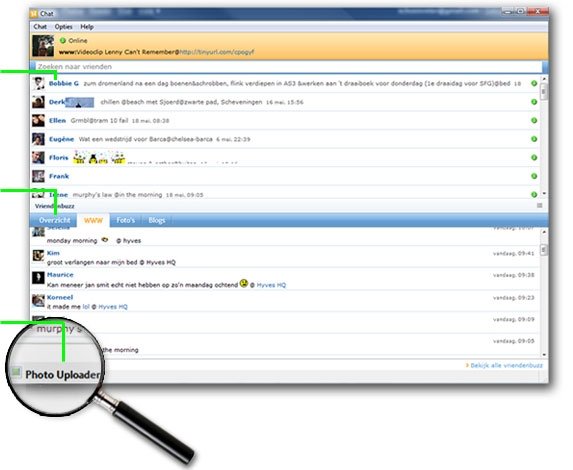 Chat
Chat Opties Help
Online
www:Videoclip Lenny Can't Remember@http://tinyurl.com/cpogyf
Zoeken naar vrienden
Bobbie G zum dromenland na een dag boenen&schrobben, flink verdiepen in ASJ &werken aan 't draaiboek voor donderdag (1e draaidag voor SFG)@bed 18
Derk chillen @beach met Sjoerd@zwarte pad, Scheveningen 16 mei. 15:56
Ellen Grmbl@tram 10 fail 18 mei. 08:38
Eugène Wat een wedstrijd voor Barca@chelsea-barca 6 mei. 22:39
Floris
Frank
Irene murphy's law @in the morning 18 mei. 09:05
Vriendenbuzz
Overzicht WWW Foto's Blogs
monday morning @ hyves
Kim vandaag, 09:41
groot verlangen naar mijn bed @ Hyves HQ
Maurice vandaag, 09:38
Kan meneer jan smit echt niet hebben op zo'n maandag ochtend @ Hyves HQ
Korneel vandaag, 09:23
it made me lol @ Hyves HQ
vandaag, 09:09
murphy's
vandaag, 09:05
the morning
Bekijk alle vriendenbuzz
Photo Uploader